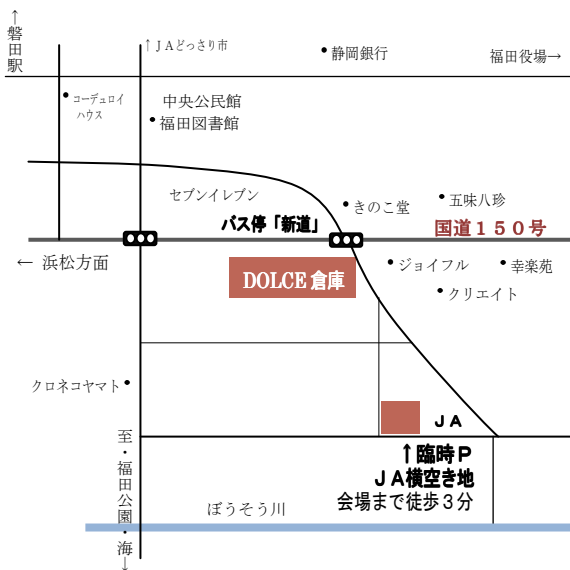 ↑
磐田駅
↑ＪＡどっさり市
静岡銀行
福田役場→
コーデュロイ
ハウス
中央公民館
福田図書館
セブンイレブン
きのこ堂
五味八珍
バス停「新道」
国道１５０号
← 浜松方面
DOLCE 倉庫
ジョイフル
幸楽苑
クリエイト
クロネコヤマト
ＪＡ
↑臨時Ｐ
ＪＡ横空き地
会場まで徒歩３分
至・福田公園・海→
ぼうそう川